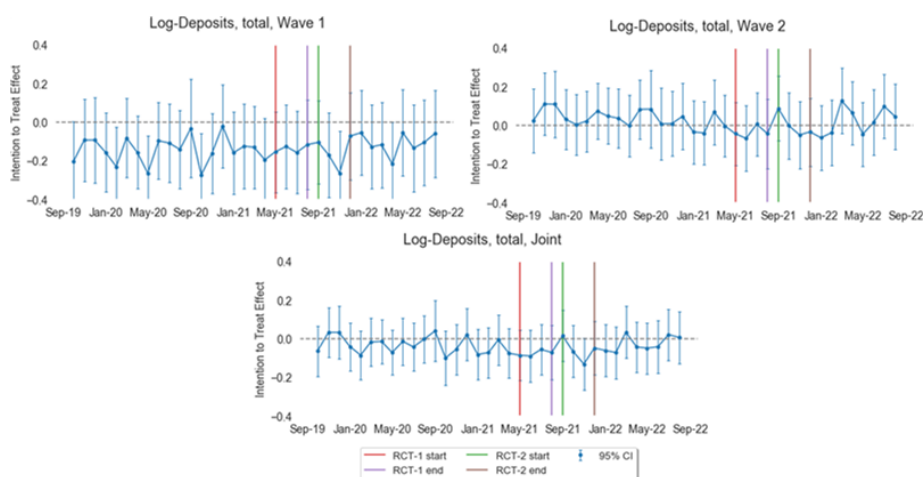 Log-Deposits, total, Wave 1
Intention to Treat Effect
0.4
0.2
0.0
−0.2
−0.4
Sep-19 Jan-20 May-20 Sep-20 Jan-21 May-21 Sep-21 Jan-22 May-22 Sep-22
Log-Deposits, total, Wave 2
Intention to Treat Effect
0.4
0.2
0.0
−0.2
−0.4
Sep-19 Jan-20 May-20 Sep-20 Jan-21 May-21 Sep-21 Jan-22 May-22 Sep-22
Log-Deposits, total, Joint
Intention to Treat Effect
0.4
0.2
0.0
−0.2
−0.4
Sep-19 Jan-20 May-20 Sep-20 Jan-21 May-21 Sep-21 Jan-22 May-22 Sep-22
RCT-1 start RCT-2 start 95% CI
RCT-1 end RCT-2 end